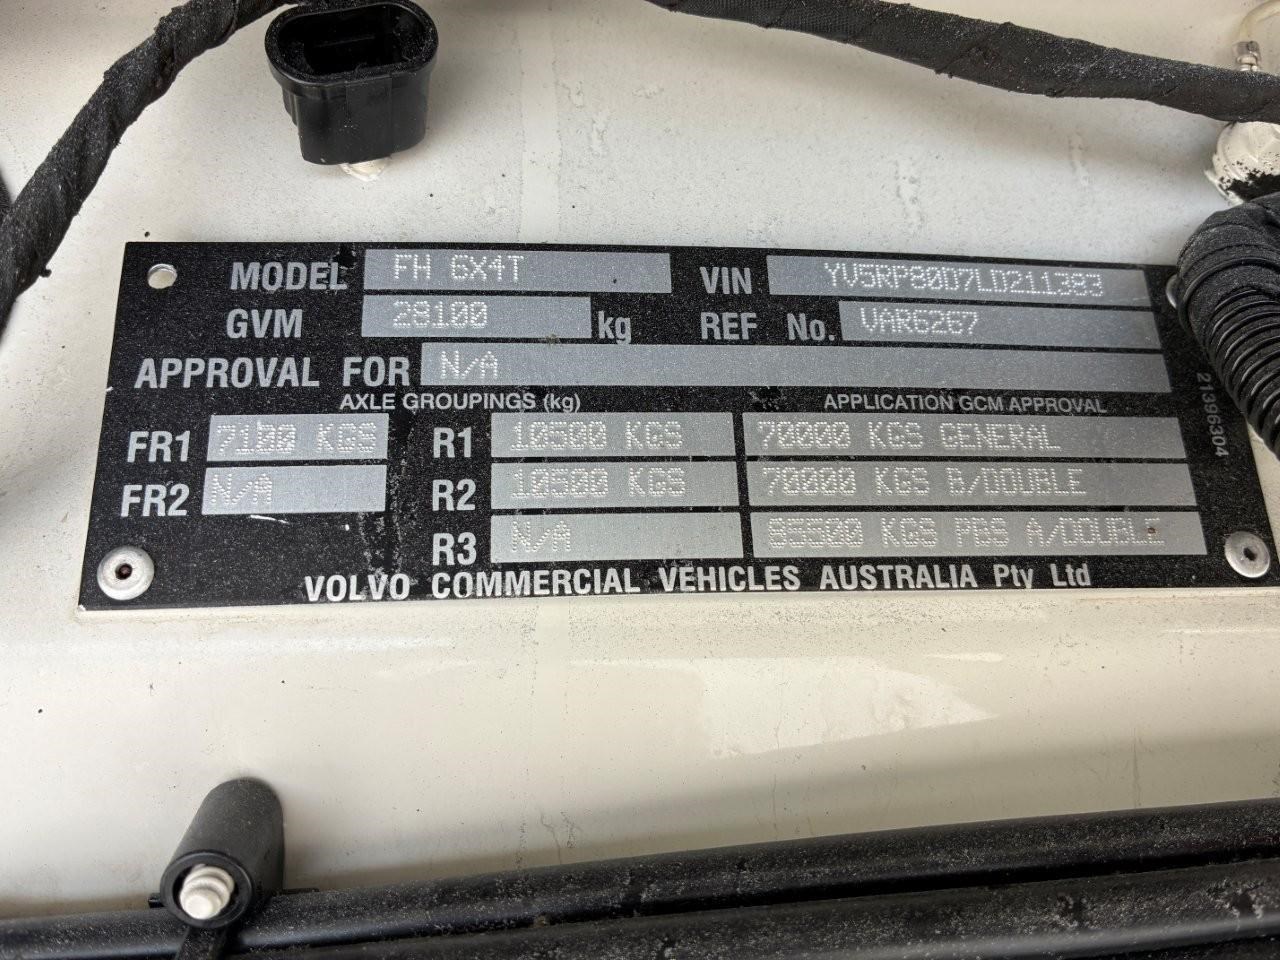 MODEL FH 6X4T VIN YV5RP80D7LD211383
GVM 28100 kg REF No. VAR6267
APPROVAL FOR N/A
AXLE GROUPINGS (kg) APPLICATION GCM APPROVAL
FR1 7100 KGS R1 10500 KGS 70000 KGS GENERAL
FR2 N/A R2 10500 KGS 70000 KGS B/DOUBLE
R3 N/A 85500 KGS PBS A/DOUBLE
VOLVO COMMERCIAL VEHICLES AUSTRALIA Pty Ltd
21396304